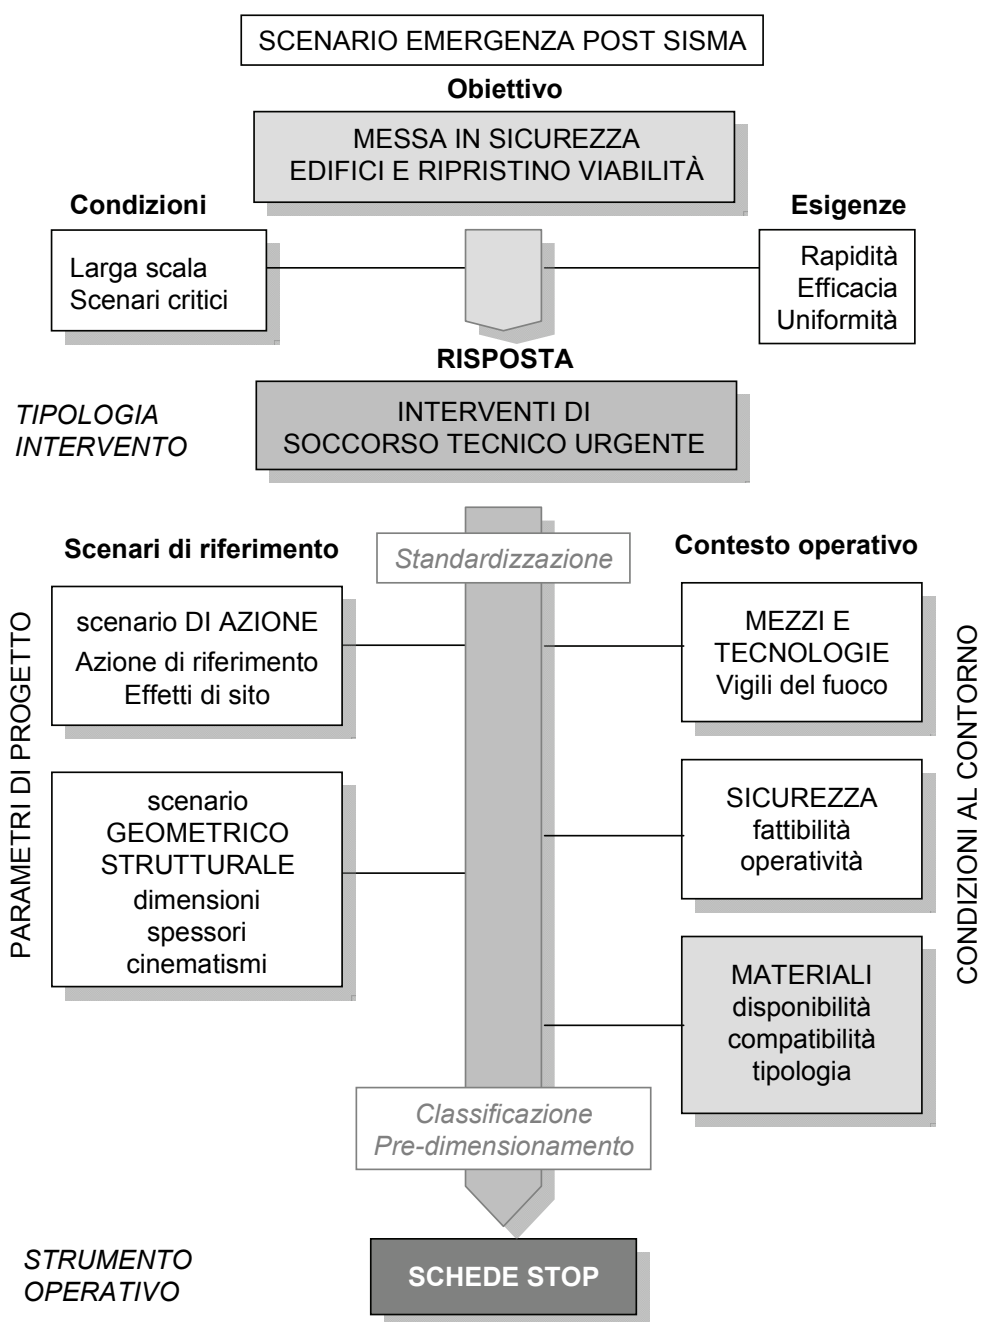 SCENARIO EMERGENZA POST SISMA
Obiettivo
MESSA IN SICUREZZA
EDIFICI E RIPRISTINO VIABILITÀ
Condizioni
Larga scala
Scenari critici
Esigenze
Rapidità
Efficacia
Uniformità
RISPOSTA
TIPOLOGIA
INTERVENTO
INTERVENTI DI
SOCCORSO TECNICO URGENTE
Standardizzazione
Scenari di riferimento
Contesto operativo
PARAMETRI DI PROGETTO
scenario DI AZIONE
Azione di riferimento
Effetti di sito
scenario
GEOMETRICO
STRUTTURALE
dimensioni
spessori
cinematismi
MEZZI E
TECNOLOGIE
Vigili del fuoco
SICUREZZA
fattibilità
operatività
MATERIALI
disponibilità
compatibilità
tipologia
CONDIZIONI AL CONTORNO
Classificazione
Pre-dimensionamento
STRUMENTO
OPERATIVO
SCHEDE STOP